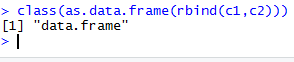 > class(as.data.frame(rbind(c1,c2)))
[1] "data.frame"
>